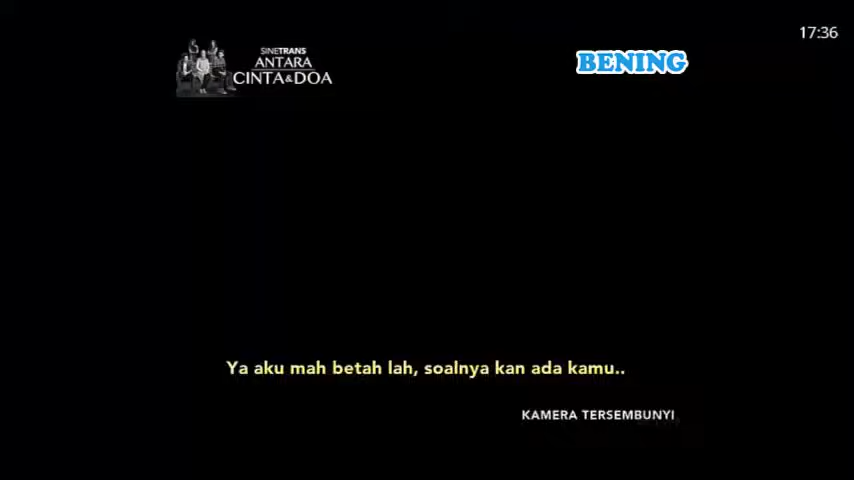 17:36
SINETRANS
ANTARA
CINTA&DOA
BENING
Ya aku mah betah lah, soalnya kan ada kamu..
KAMERA TERSEMBUNYI